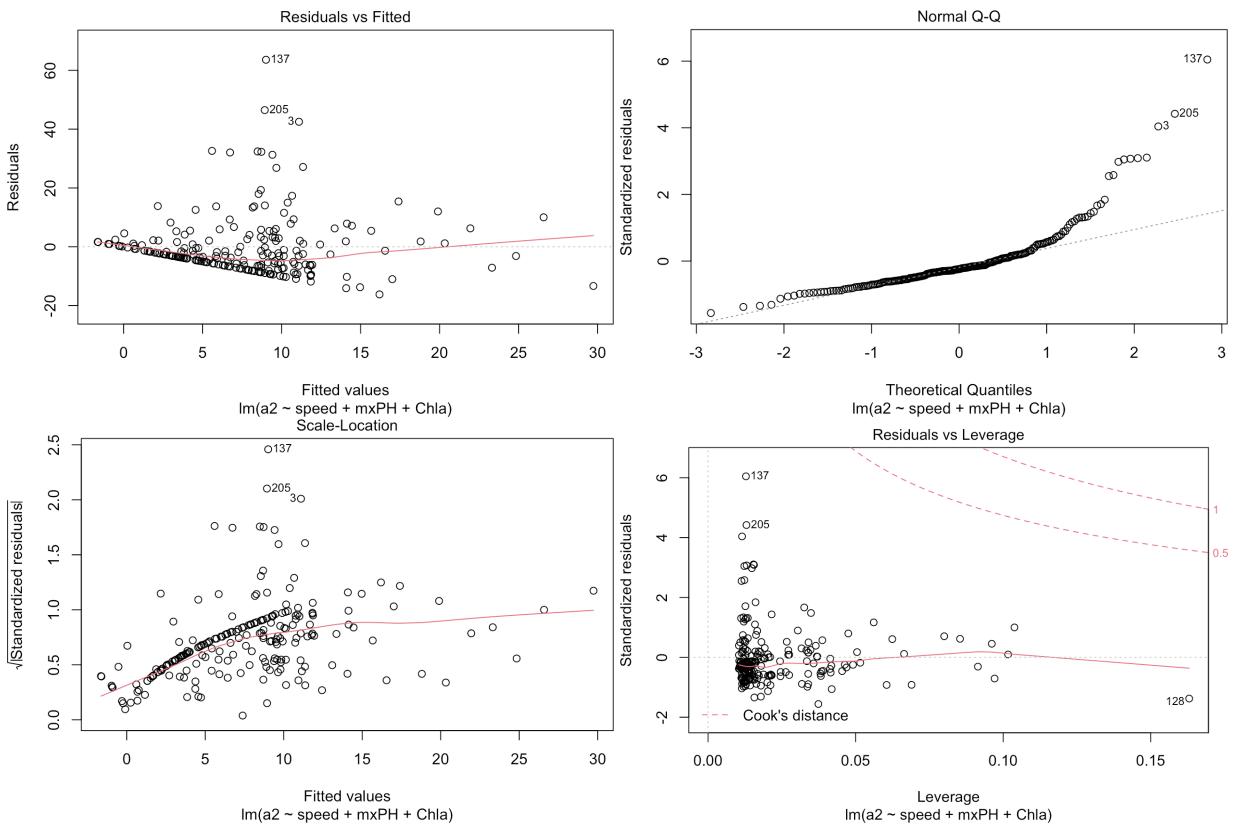 Residuals vs Fitted
Residuals
60
40
20
0
-20
137
205
3
0 5 10 15 20 25 30
Fitted values
lm(a2 ~ speed + mxPH + Chla)
Normal Q-Q
Standardized residuals
6
4
2
0
137
205
3
-3 -2 -1 0 1 2 3
Theoretical Quantiles
lm(a2 ~ speed + mxPH + Chla)
Scale-Location
√|Standardized residuals|
2.5
2.0
1.5
1.0
0.5
0.0
137
205
3
0 5 10 15 20 25 30
Fitted values
lm(a2 ~ speed + mxPH + Chla)
Residuals vs Leverage
Standardized residuals
6
4
2
0
-2
137
205
128
1
0.5
Cook's distance
0.00 0.05 0.10 0.15
Leverage
lm(a2 ~ speed + mxPH + Chla)